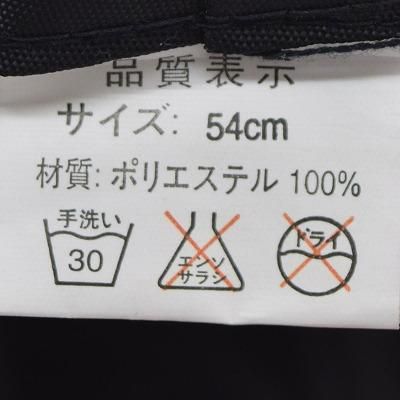 品質表示
サイズ: 54cm
材質: ポリエステル 100%
手洗い
30
エンソ
サラシ
ドライ